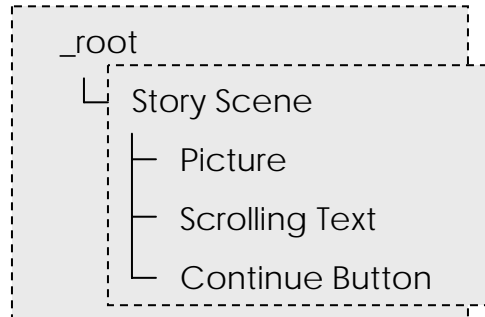 _root
Story Scene
Picture
Scrolling Text
Continue Button